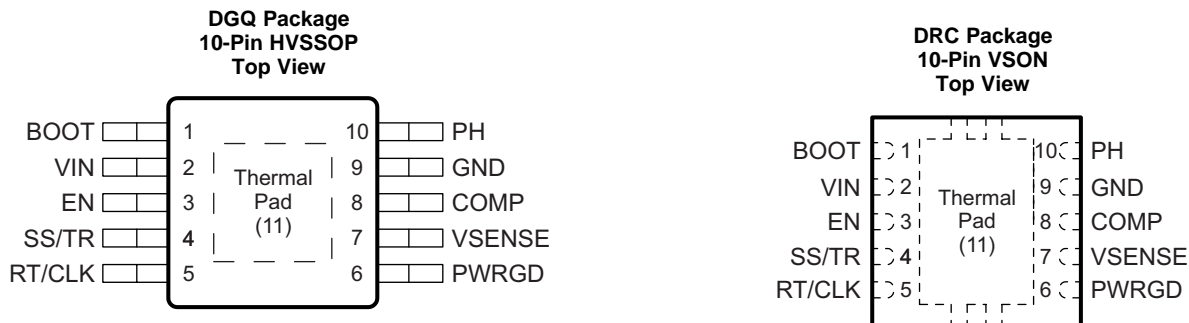 DGQ Package
10-Pin HVSSOP
Top View
BOOT 1 10 PH
VIN 2 9 GND
EN 3 8 COMP
SS/TR 4 7 VSENSE
RT/CLK 5 6 PWRGD
Thermal
Pad
(11)
DRC Package
10-Pin VSON
Top View
BOOT 1 10 PH
VIN 2 9 GND
EN 3 8 COMP
SS/TR 4 7 VSENSE
RT/CLK 5 6 PWRGD
Thermal
Pad
(11)